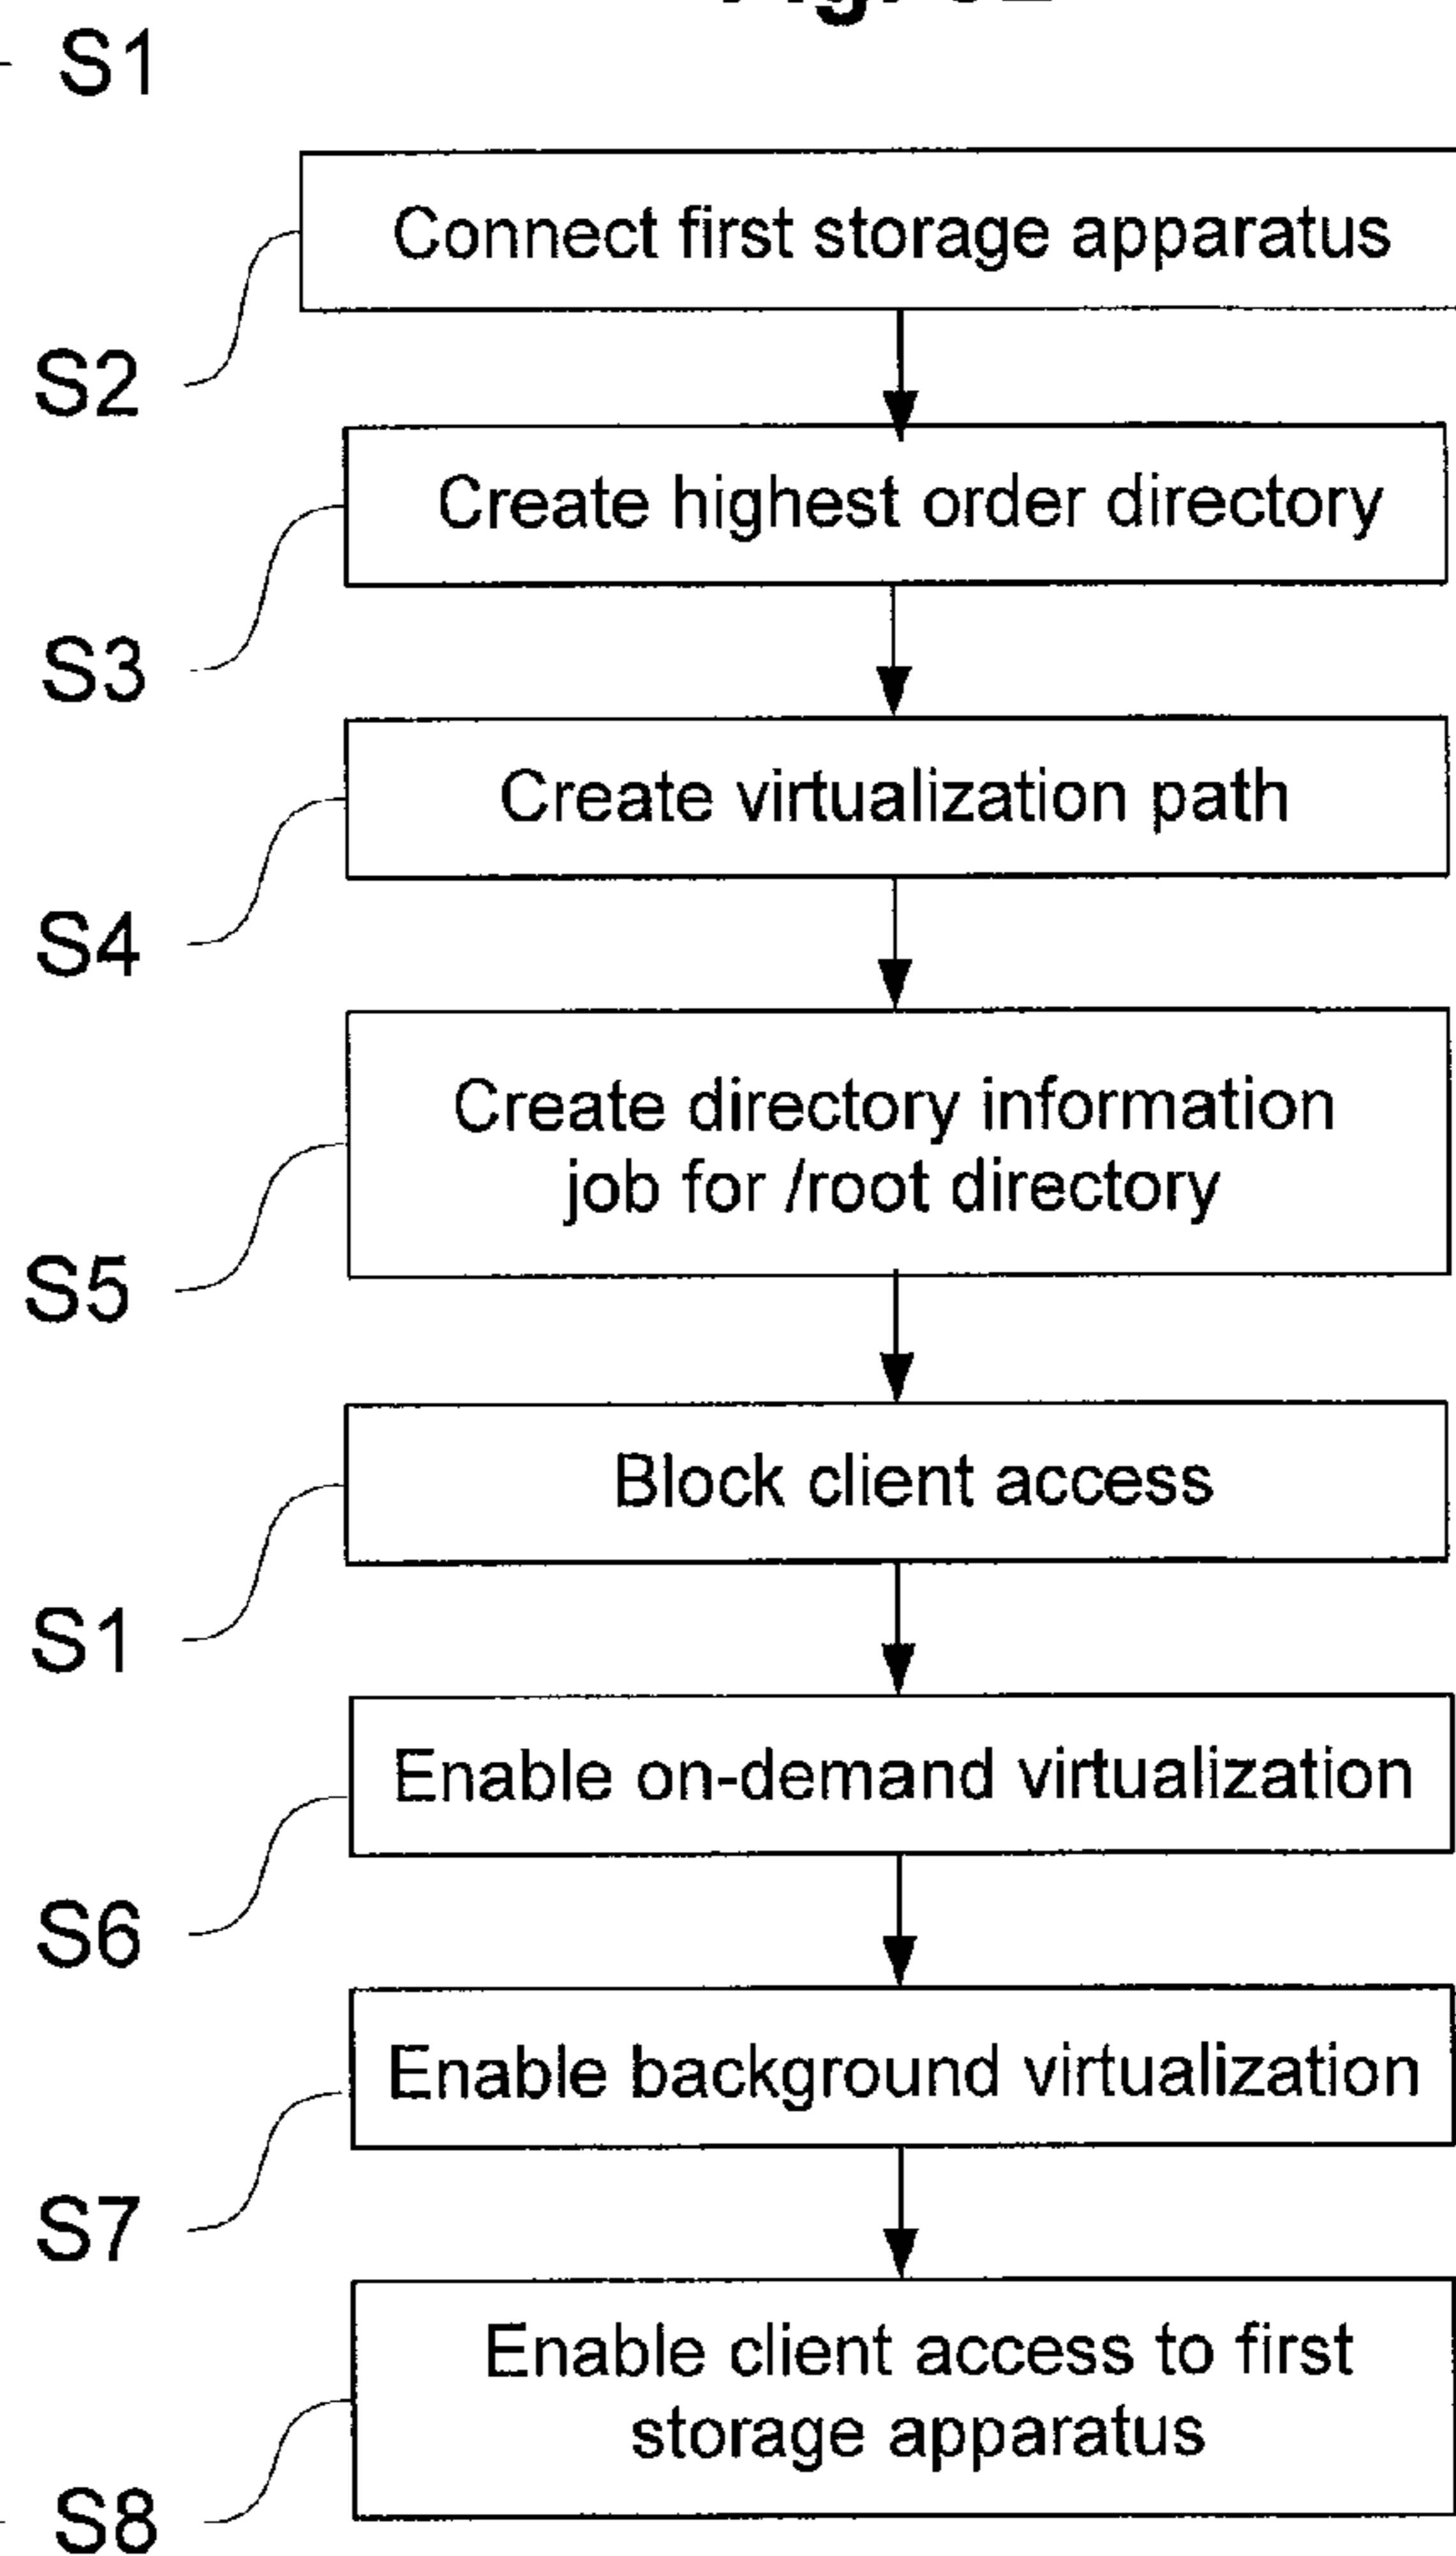 S1
Connect first storage apparatus
S2
Create highest order directory
S3
Create virtualization path
S4
Create directory information
job for /root directory
S5
Block client access
S1
Enable on-demand virtualization
S6
Enable background virtualization
S7
Enable client access to first
storage apparatus
S8